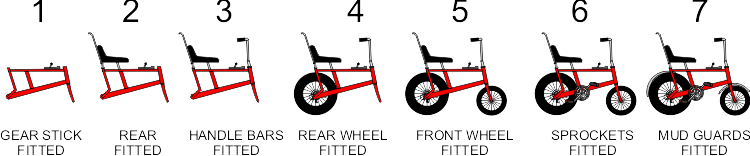 1 2 3 4 5 6 7
GEAR STICK FITTED
REAR FITTED
HANDLE BARS FITTED
REAR WHEEL FITTED
FRONT WHEEL FITTED
SPROCKETS FITTED
MUD GUARDS FITTED